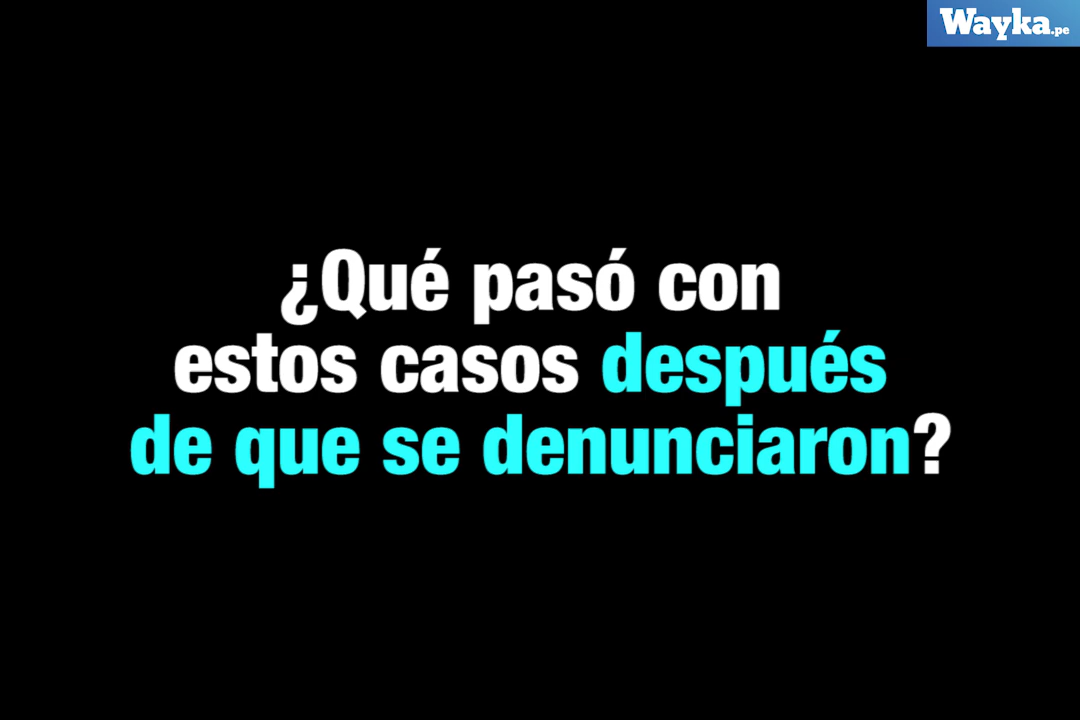 Wayka.pe
¿Qué pasó con
estos casos después
de que se denunciaron?